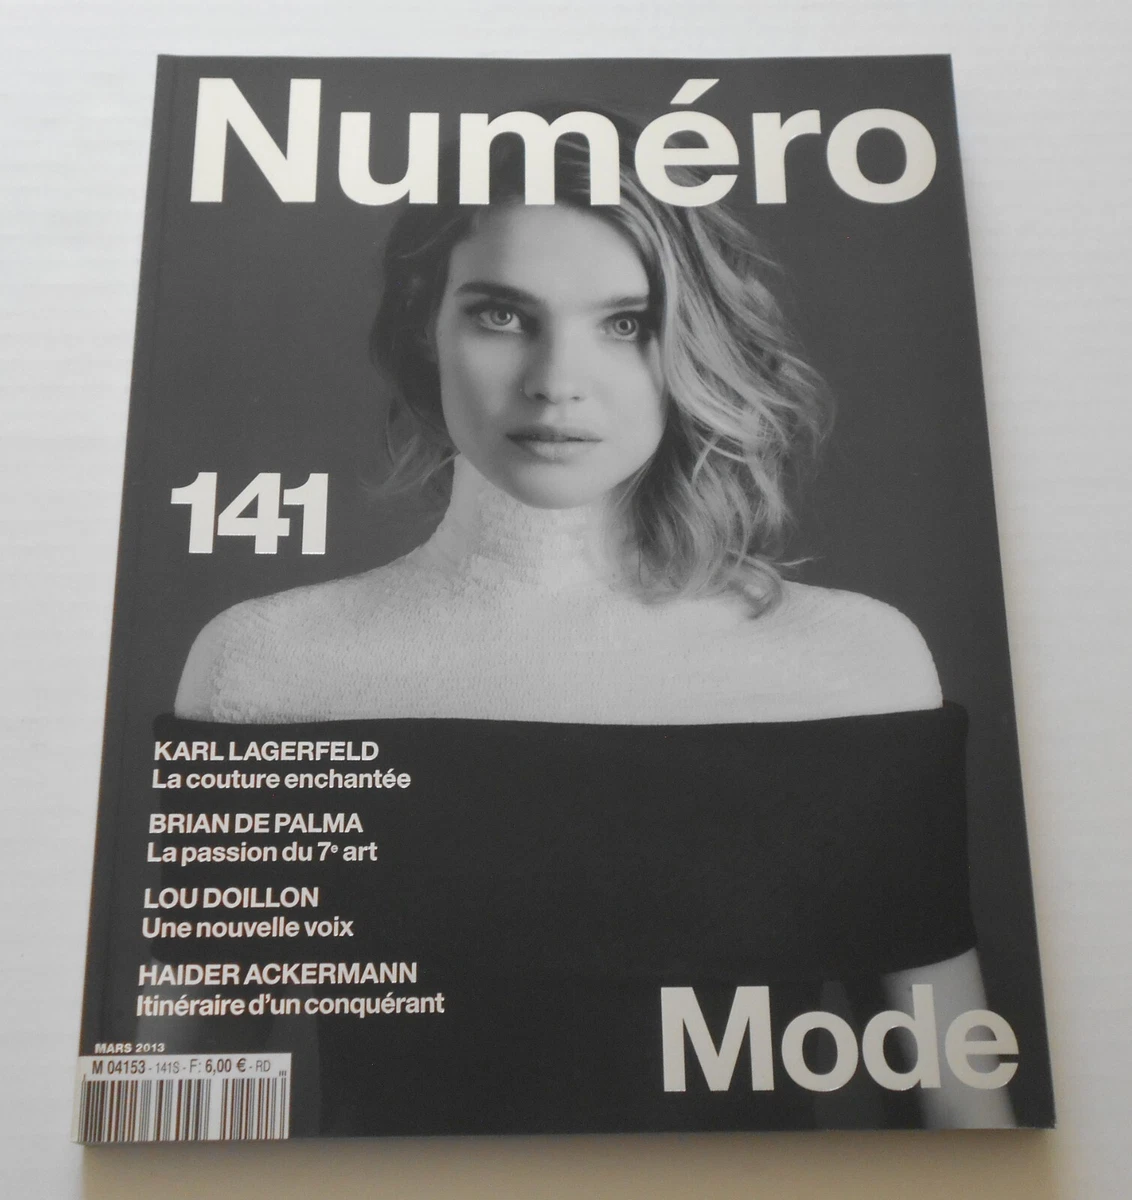 Numéro
141
KARL LAGERFELD
La couture enchantée
BRIAN DE PALMA
La passion du 7e art
LOU DOILLON
Une nouvelle voix
HAIDER ACKERMANN
Itinéraire d'un conquérant
Mode
MARS 2013
M 04153 - 141S - F: 6,00 € - RD